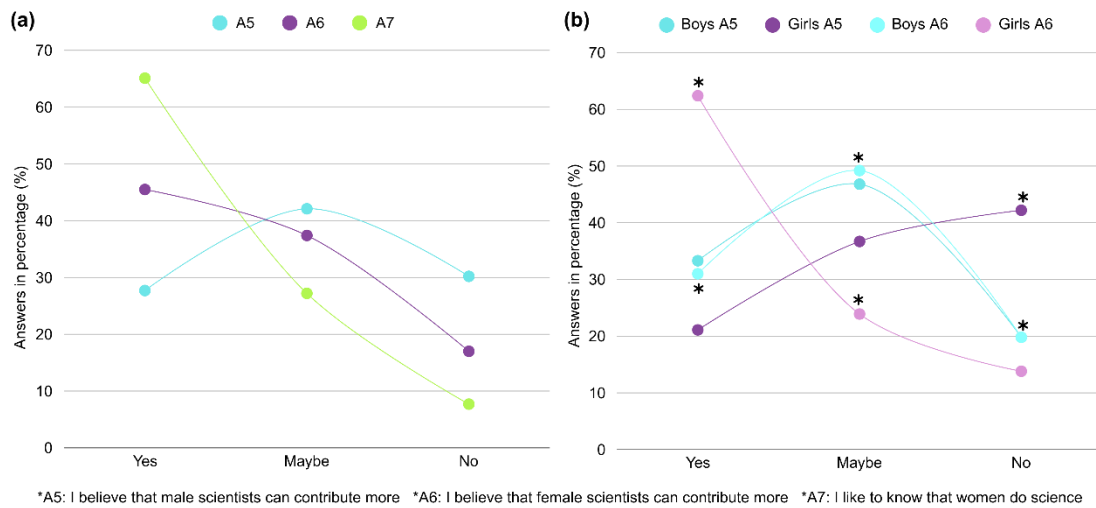 (a)
A5 A6 A7
Answers in percentage (%)
70
60
50
40
30
20
10
0
Yes Maybe No
(b)
Boys A5 Girls A5 Boys A6 Girls A6
Answers in percentage (%)
70
60
50
40
30
20
10
0
* * * * * *
Yes Maybe No
*A5: I believe that male scientists can contribute more *A6: I believe that female scientists can contribute more *A7: I like to know that women do science